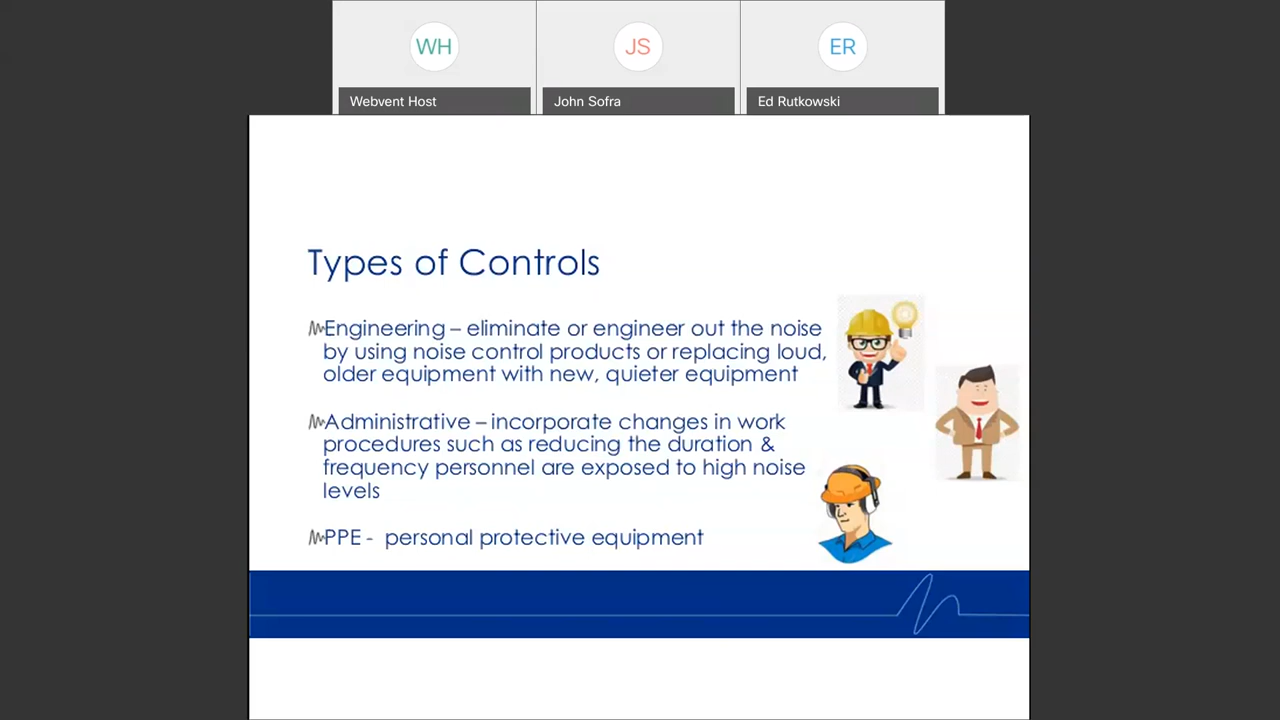 WH
JS
ER
Webvent Host
John Sofra
Ed Rutkowski
Types of Controls
Engineering – eliminate or engineer out the noise
by using noise control products or replacing loud,
older equipment with new, quieter equipment
Administrative – incorporate changes in work
procedures such as reducing the duration &
frequency personnel are exposed to high noise
levels
PPE - personal protective equipment